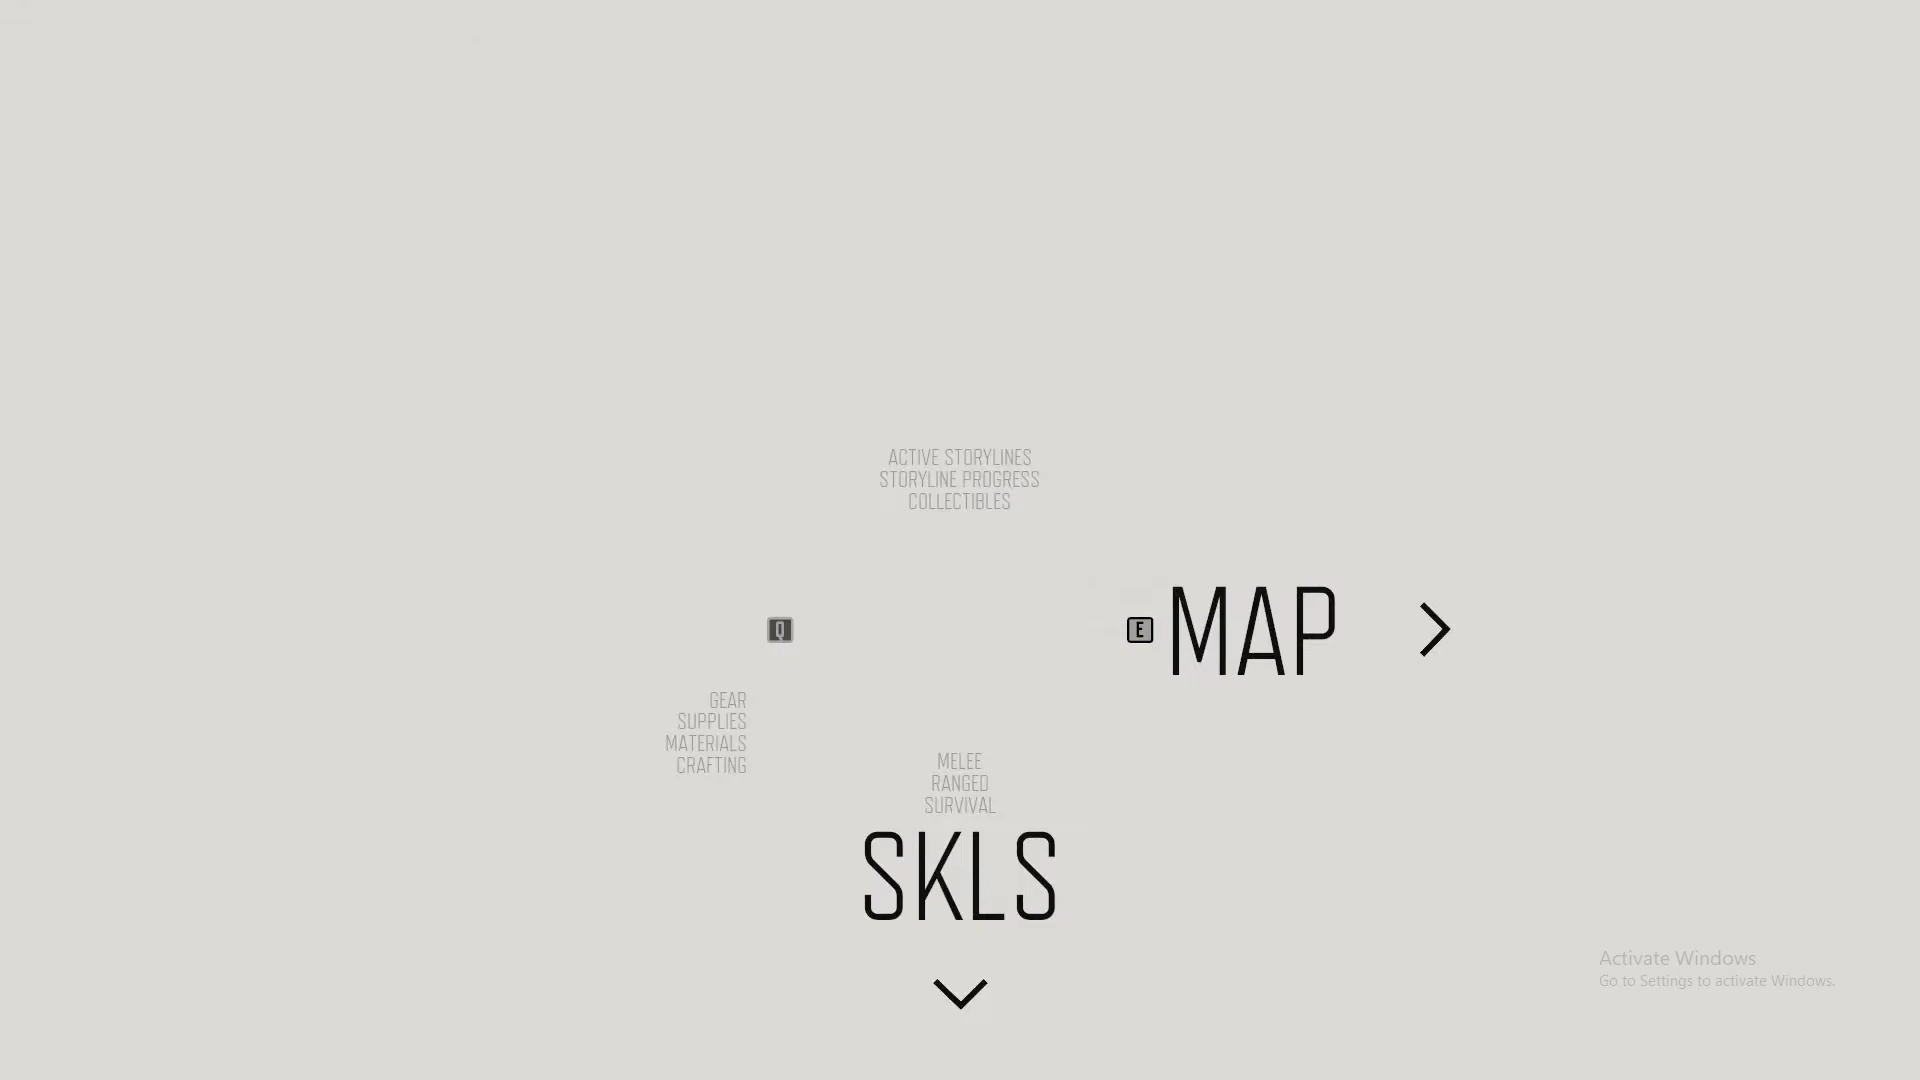 ACTIVE STORYLINES
STORYLINE PROGRESS
COLLECTIBLES
Q
E
MAP
GEAR
SUPPLIES
MATERIALS
CRAFTING
MELEE
RANGED
SURVIVAL
SKLS
Activate Windows
Go to Settings to activate Windows.